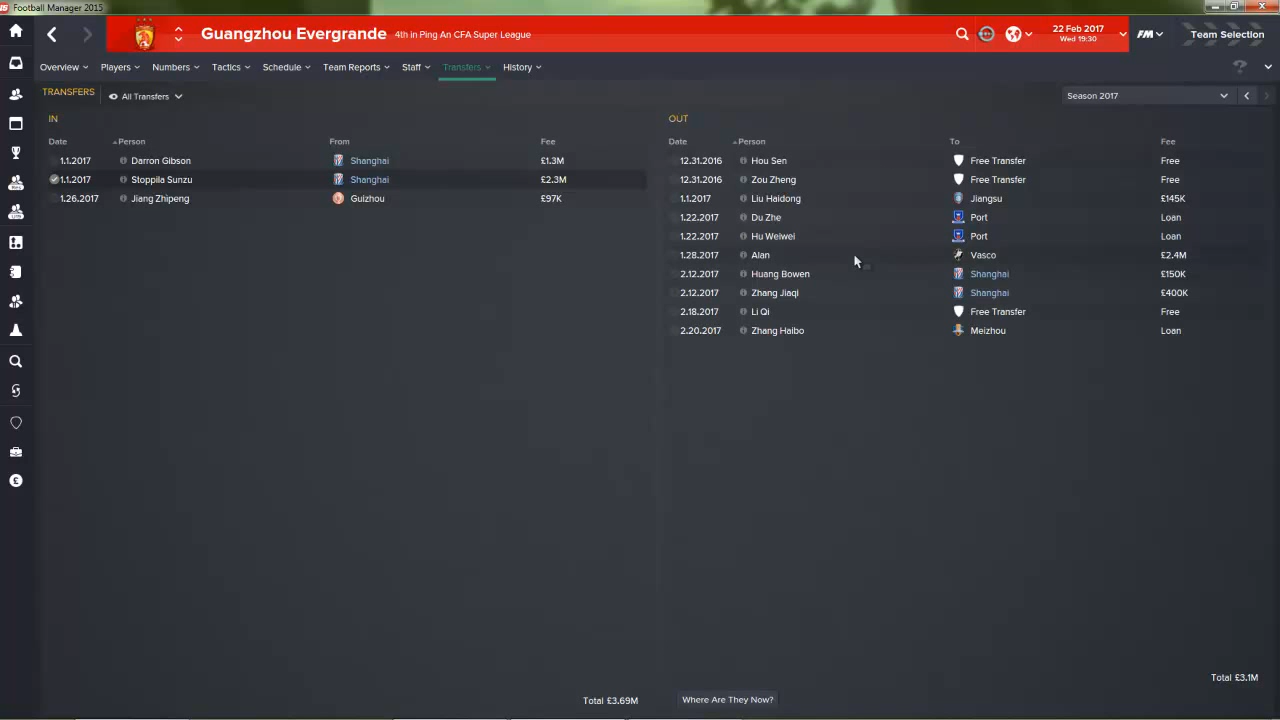 Football Manager 2015
Guangzhou Evergrande 4th in Ping An CFA Super League
22 Feb 2017
Wed 19:30
FM
Team Selection
Overview Players Numbers Tactics Schedule Team Reports Staff Transfers History
TRANSFERS All Transfers
Season 2017
IN
Date Person From Fee
1.1.2017 Darron Gibson Shanghai £1.3M
1.1.2017 Stoppila Sunzu Shanghai £2.3M
1.26.2017 Jiang Zhipeng Guizhou £97K
Total £3.69M
OUT
Date Person To Fee
12.31.2016 Hou Sen Free Transfer Free
12.31.2016 Zou Zheng Free Transfer Free
1.1.2017 Liu Haidong Jiangsu £145K
1.22.2017 Du Zhe Port Loan
1.22.2017 Hu Weiwei Port Loan
1.28.2017 Alan Vasco £2.4M
2.12.2017 Huang Bowen Shanghai £150K
2.12.2017 Zhang Jiaqi Shanghai £400K
2.18.2017 Li Qi Free Transfer Free
2.20.2017 Zhang Haibo Meizhou Loan
Total £3.1M
Where Are They Now?